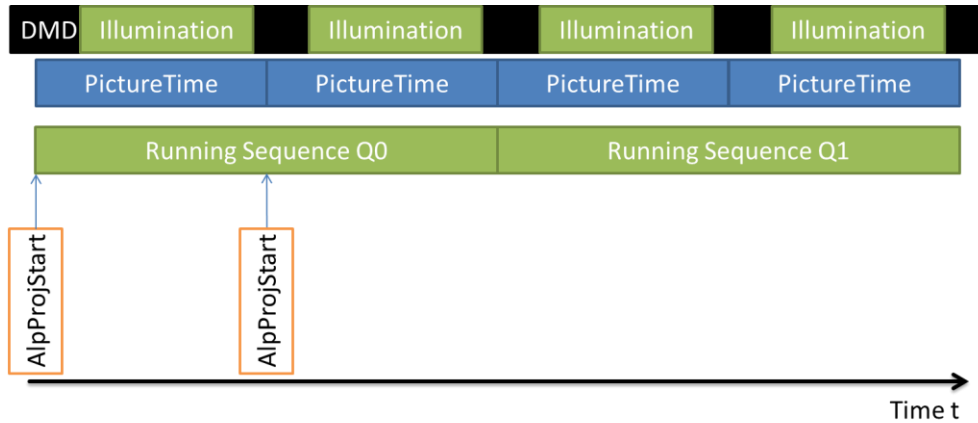 DMD Illumination Illumination Illumination Illumination
PictureTime PictureTime PictureTime PictureTime
Running Sequence Q0 Running Sequence Q1
AlpProjStart
AlpProjStart
Time t